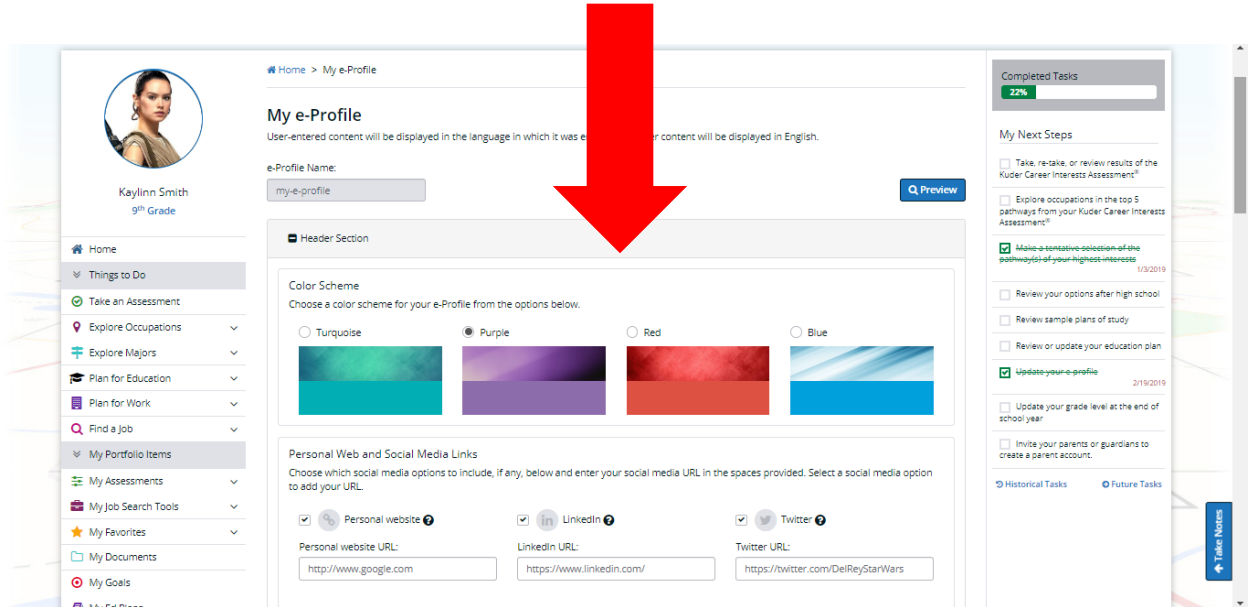 Kaylinn Smith
9th Grade
Home
Things to Do
Take an Assessment
Explore Occupations
Explore Majors
Plan for Education
Plan for Work
Find a Job
My Portfolio Items
My Assessments
My Job Search Tools
My Favorites
My Documents
My Goals
Home > My e-Profile
My e-Profile
User-entered content will be displayed in the language in which it was content will be displayed in English.
e-Profile Name:
my-e-profile
Preview
Header Section
Color Scheme
Choose a color scheme for your e-Profile from the options below.
Turquoise Purple Red Blue
Personal Web and Social Media Links
Choose which social media options to include, if any, below and enter your social media URL in the spaces provided. Select a social media option
to add your URL.
Personal website LinkedIn Twitter
Personal website URL: LinkedIn URL: Twitter URL:
http://www.google.com https://www.linkedin.com/ https://twitter.com/DelReyStarWars
Completed Tasks
22%
My Next Steps
Take, re-take, or review results of the
Kuder Career Interests Assessment®
Explore occupations in the top 5
pathways from your Kuder Career Interests
Assessment®
Make a tentative selection of the
pathway(s) of your highest interests
1/3/2019
Review your options after high school
Review sample plans of study
Review or update your education plan
Update your e-profile
2/19/2019
Update your grade level at the end of
school year
Invite your parents or guardians to
create a parent account.
Historical Tasks Future Tasks
Take Notes